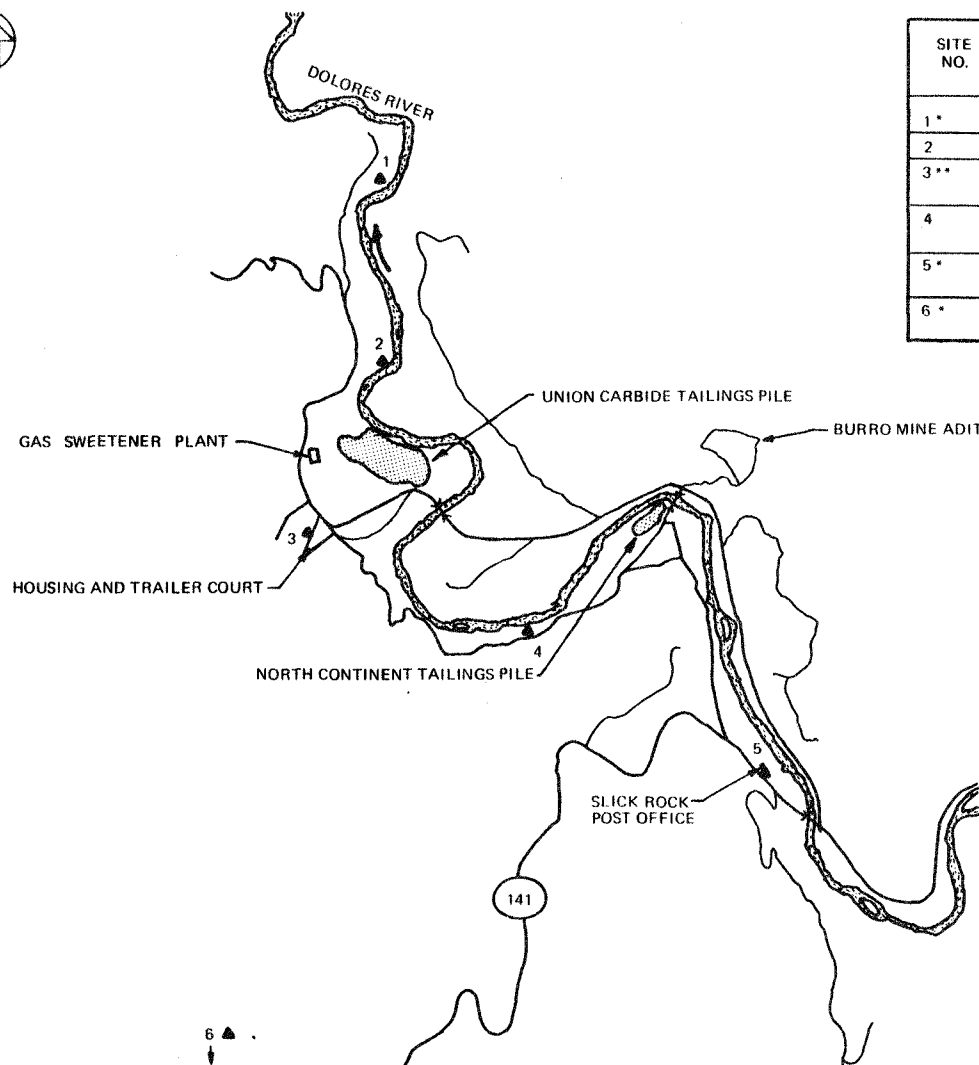 SITE
NO.
1 *
2
3 **
4
5 *
6 *
DOLORES RIVER
1
2
UNION CARBIDE TAILINGS PILE
GAS SWEETENER PLANT
BURRO MINE ADIT
3
HOUSING AND TRAILER COURT
4
NORTH CONTINENT TAILINGS PILE
5
SLICK ROCK
POST OFFICE
141
6